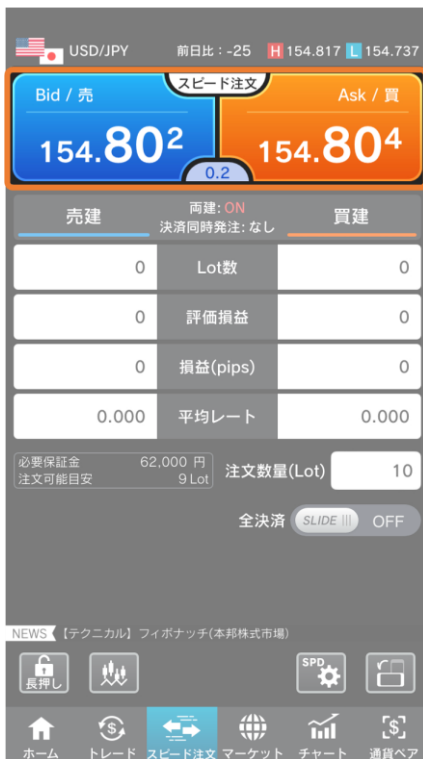 USD/JPY 前日比：-25 H 154.817 L 154.737
スピード注文
Bid / 売 Ask / 買
154.802 154.804
0.2
売建 両建: ON 買建
決済同時発注: なし
0 Lot数 0
0 評価損益 0
0 損益(pips) 0
0.000 平均レート 0.000
必要保証金 62,000 円
注文可能目安 9 Lot
注文数量(Lot) 10
全決済 SLIDE OFF
NEWS 【テクニカル】フィボナッチ(本邦株式市場)
長押し SPD
ホーム トレード スピード注文 マーケット チャート 通貨ペア